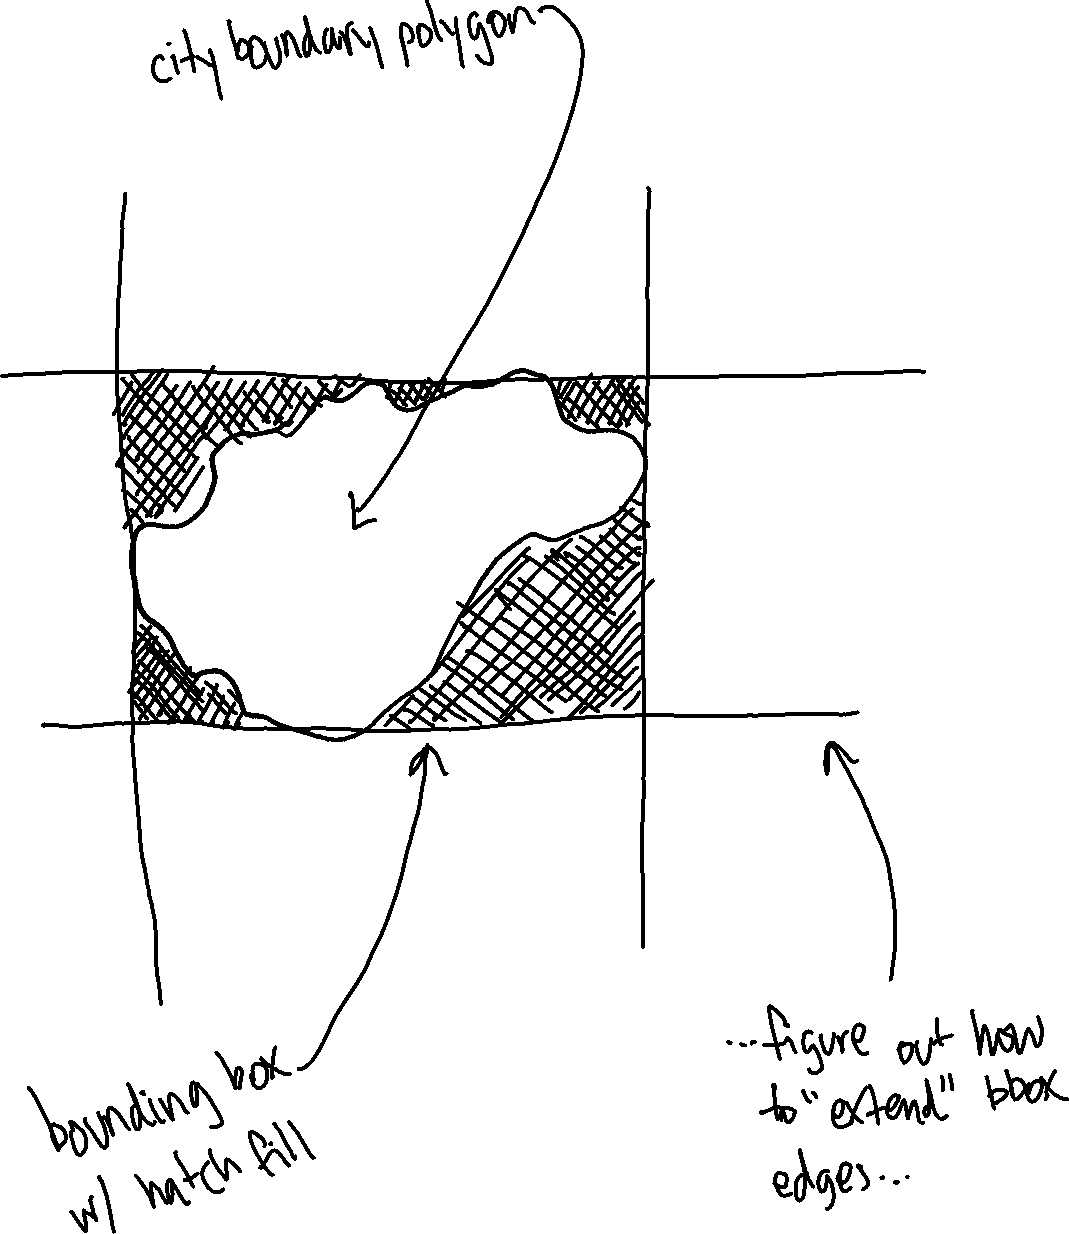 city boundary polygon
bounding box
w/ hatch fill
...figure out how
to "extend" bbox
edges...